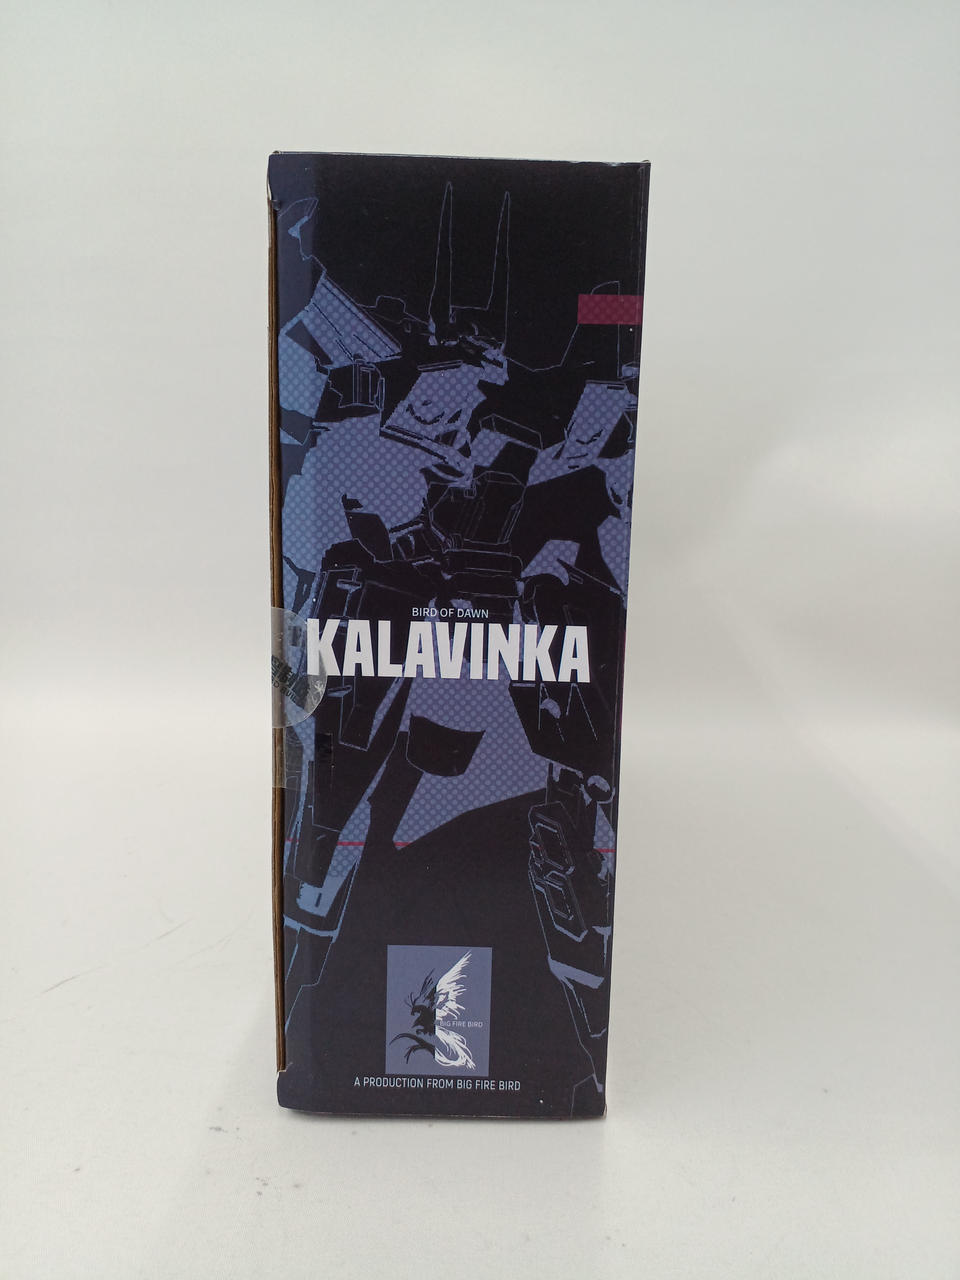 BIRD OF DAWN
KALAVINKA
BIG FIRE BIRD
A PRODUCTION FROM BIG FIRE BIRD